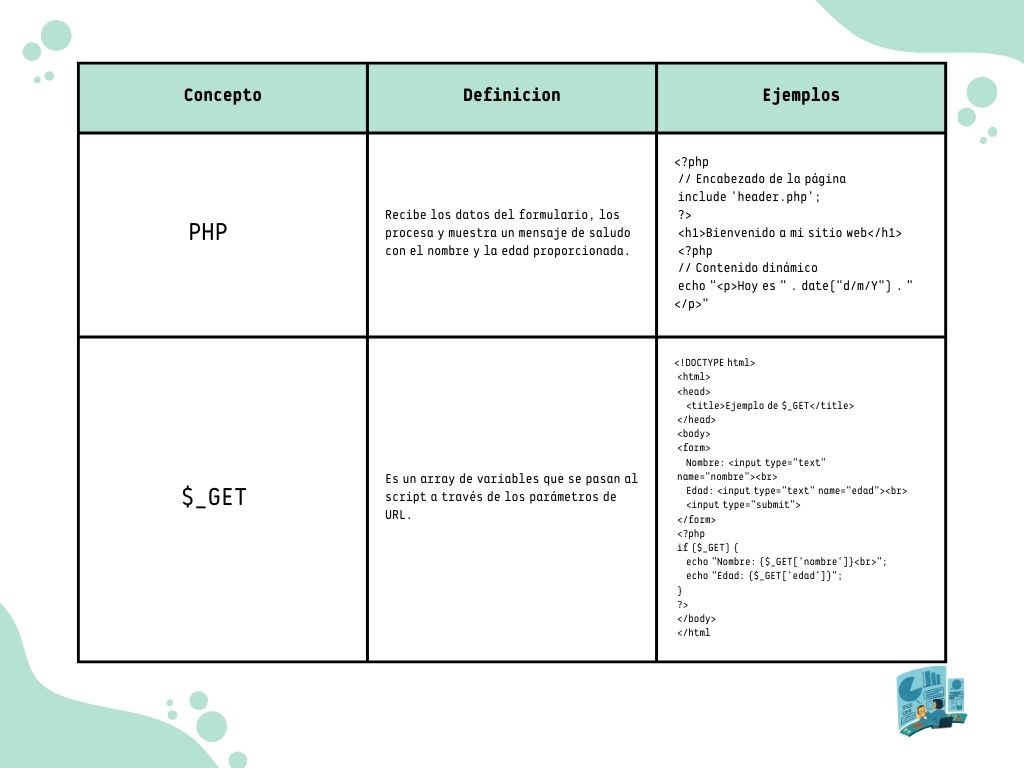 Concepto
Definicion
Ejemplos
PHP
Recibe los datos del formulario, los
procesa y muestra un mensaje de saludo
con el nombre y la edad proporcionada.
<?php
// Encabezado de la página
include 'header.php';
?>
<h1>Bienvenido a mi sitio web</h1>
<?php
// Contenido dinámico
echo "<p>Hoy es " . date("d/m/Y") . "
</p>"
$_GET
Es un array de variables que se pasan al
script a través de los parámetros de
URL.
<!DOCTYPE html>
<html>
<head>
<title>Ejemplo de $_GET</title>
</head>
<body>
<form>
Nombre: <input type="text"
name="nombre"><br>
Edad: <input type="text" name="edad"><br>
<input type="submit">
</form>
<?php
if ($_GET) {
echo "Nombre: {$_GET['nombre']}<br>";
echo "Edad: {$_GET['edad']}";
}
?>
</body>
</html